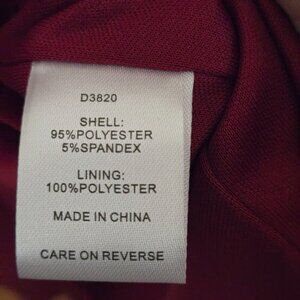 D3820
SHELL:
95%POLYESTER
5%SPANDEX
LINING:
100%POLYESTER
MADE IN CHINA
CARE ON REVERSE